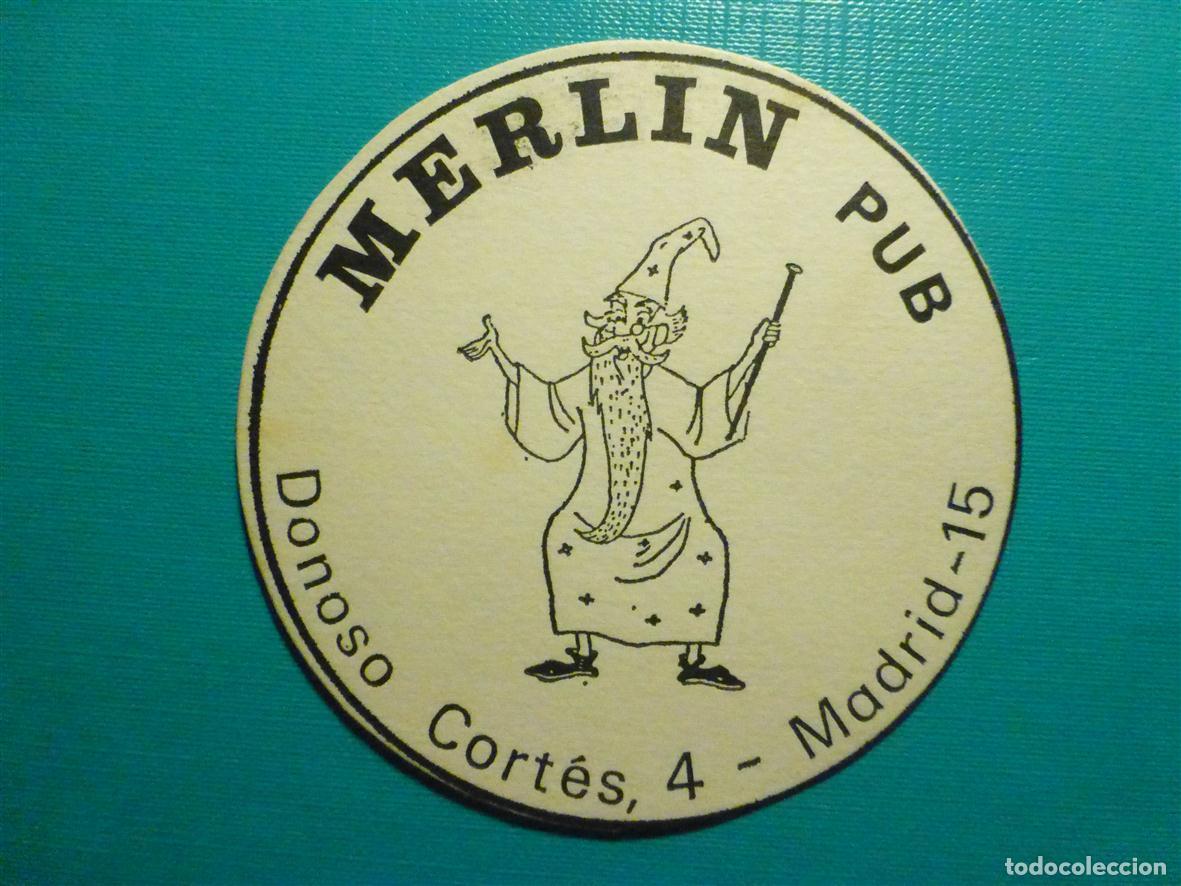 MERLIN PUB
Donoso Cortés, 4 - Madrid-15
todocoleccion